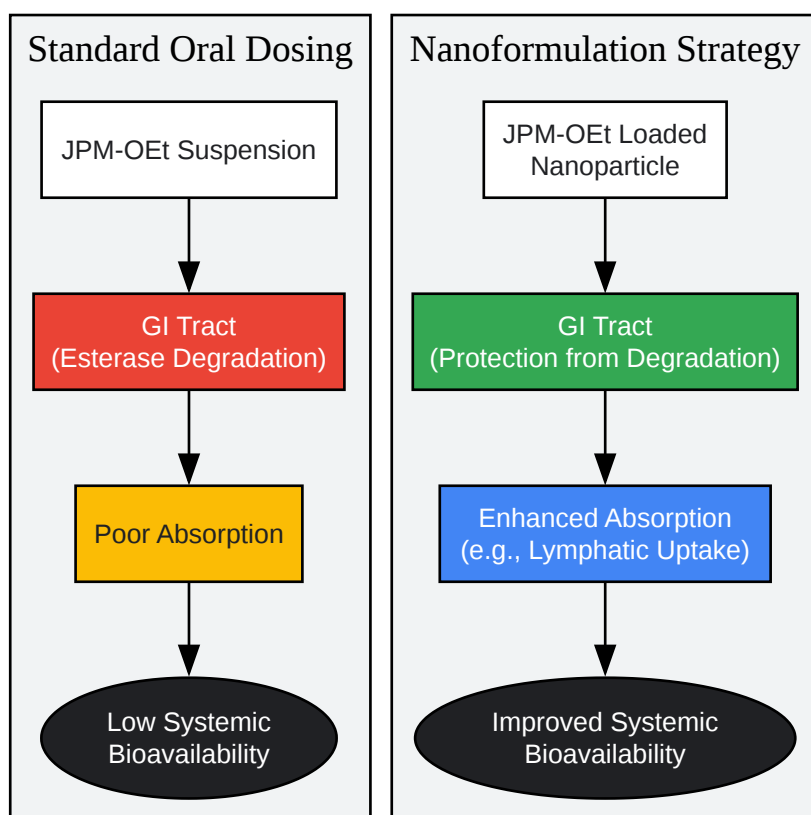 Standard Oral Dosing
JPM-OEt Suspension
GI Tract
(Esterase Degradation)
Poor Absorption
Low Systemic
Bioavailability
Nanoformulation Strategy
JPM-OEt Loaded
Nanoparticle
GI Tract
(Protection from Degradation)
Enhanced Absorption
(e.g., Lymphatic Uptake)
Improved Systemic
Bioavailability